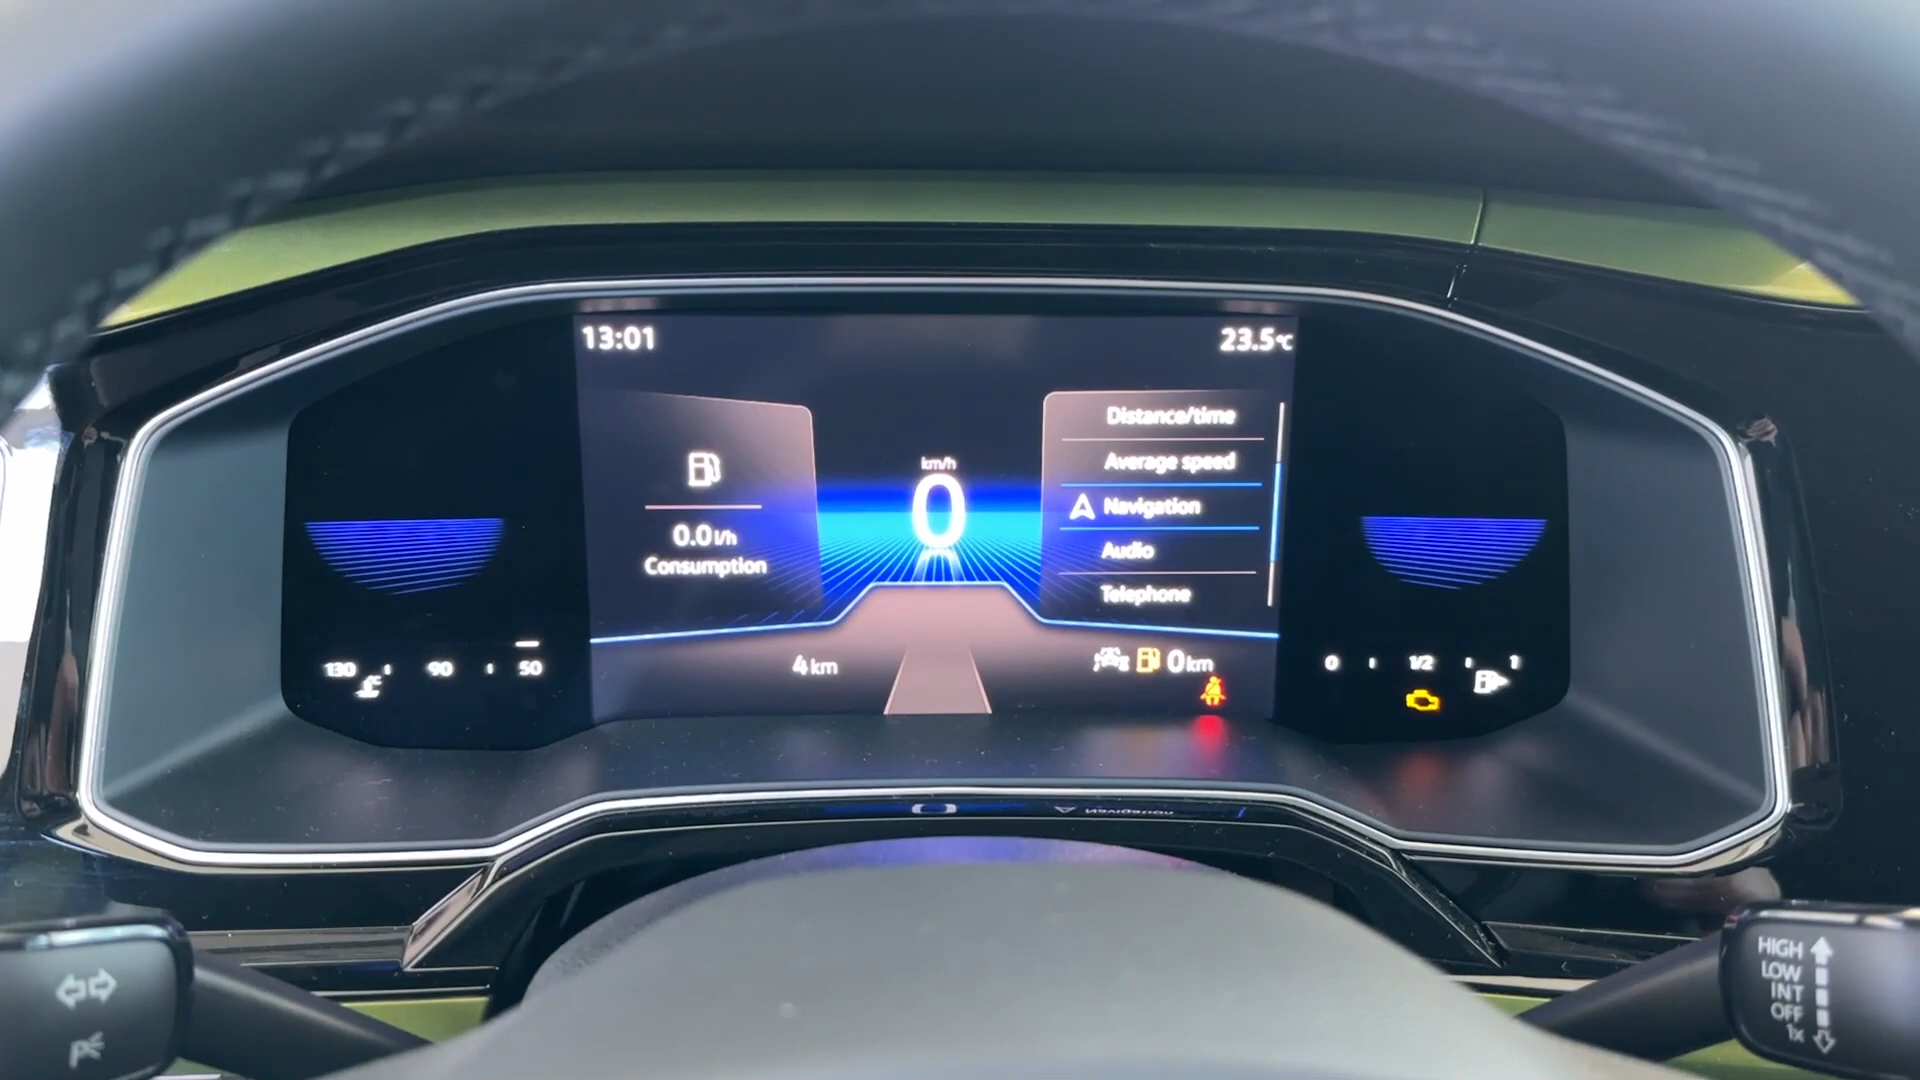 13:01
23.5°C
km/h
0
0.0 l/h
Consumption
Distance/time
Average speed
Navigation
Audio
Telephone
4 km
0 km
130 90 50
0 1/2 1
HIGH
LOW
INT
OFF
1x